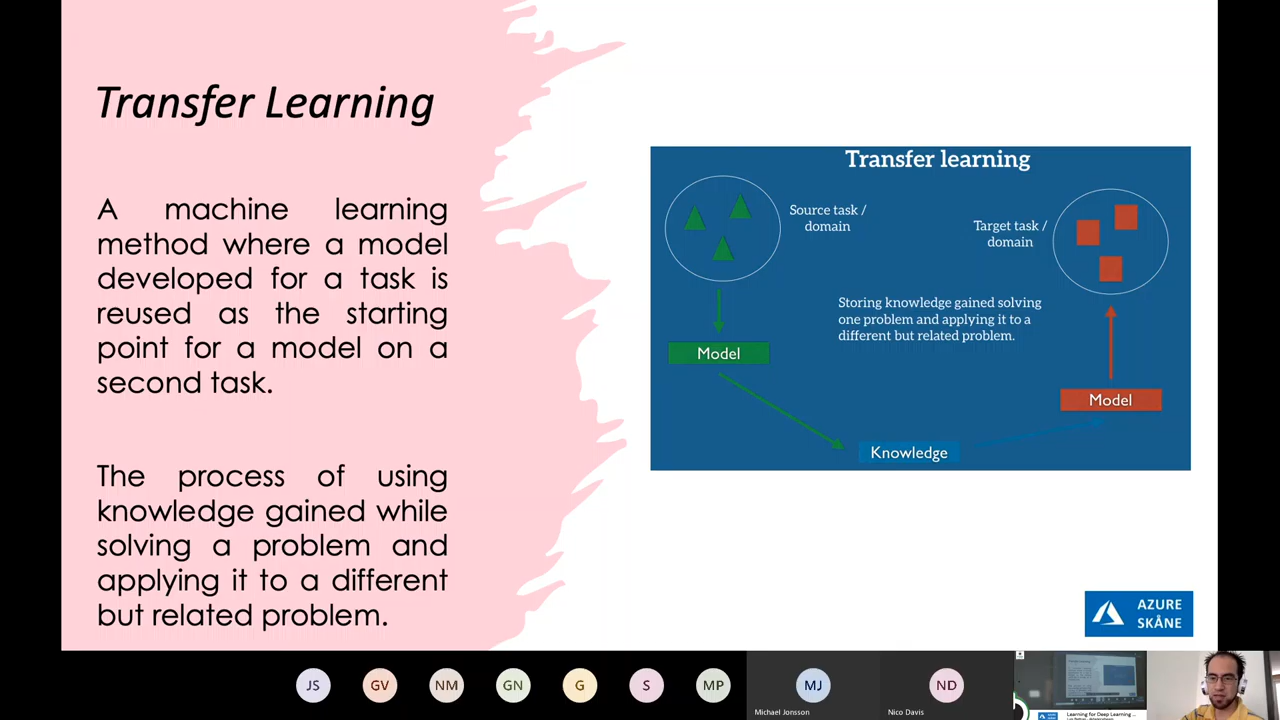 Transfer Learning
A machine learning
method where a model
developed for a task is
reused as the starting
point for a model on a
second task.
The process of using
knowledge gained while
solving a problem and
applying it to a different
but related problem.
Transfer learning
Source task /
domain
Target task /
domain
Storing knowledge gained solving
one problem and applying it to a
different but related problem.
Model
Model
Knowledge
AZURE
SKÅNE
JS
GV
NM
GN
G
S
MP
MJ
Michael Jonsson
ND
Nico Davis
Learning for Deep Learning ...